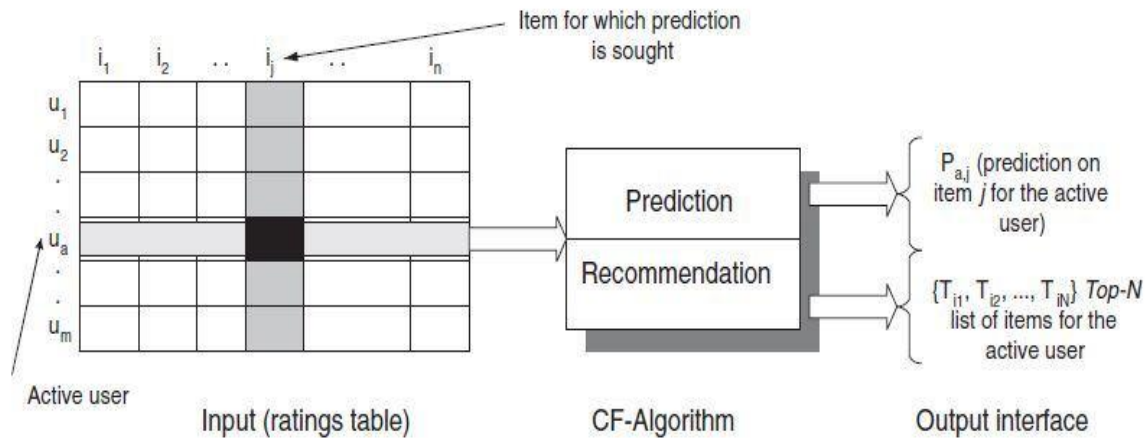 Item for which prediction
is sought
i₁ i₂ . . iⱼ . . iₙ
u₁
u₂
.
.
uₐ
.
.
uₘ
Active user
Prediction
Recommendation
Pₐ,ⱼ (prediction on
item j for the active
user)
{Tᵢ₁, Tᵢ₂, ..., TᵢN} Top-N
list of items for the
active user
Input (ratings table) CF-Algorithm Output interface